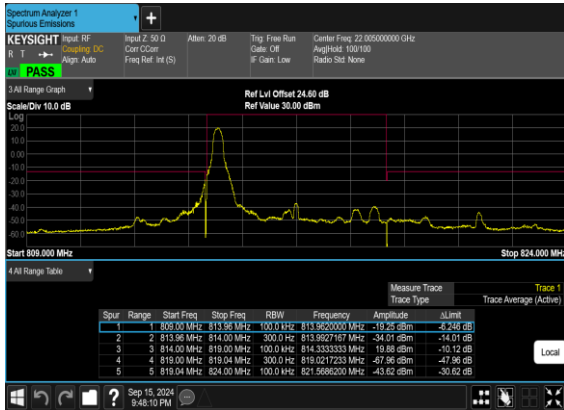 Spectrum Analyzer 1
Spurious Emissions
KEYSIGHT
R T
LXI PASS
Input: RF
Coupling: DC
Align: Auto
Input Z: 50 Ω
Corr CCorr
Freq Ref: Int (S)
Atten: 20 dB
Trig: Free Run
Gate: Off
IF Gain: Low
Center Freq: 22.005000000 GHz
Avg|Hold: 100/100
Radio Std: None
3 All Range Graph
Scale/Div 10.0 dB
Ref Lvl Offset 24.60 dB
Ref Value 30.00 dBm
Log
20.0
10.0
0.00
-10.0
-20.0
-30.0
-40.0
-50.0
-60.0
Start 809.000 MHz
Stop 824.000 MHz
4 All Range Table
Measure Trace Trace 1
Trace Type Trace Average (Active)
Spur Range Start Freq Stop Freq RBW Frequency Amplitude ΔLimit
1 1 809.00 MHz 813.96 MHz 100.0 kHz 813.9620000 MHz -19.25 dBm -6.246 dB
2 2 813.96 MHz 814.00 MHz 300.0 Hz 813.9927167 MHz -34.01 dBm -14.01 dB
3 3 814.00 MHz 819.00 MHz 100.0 kHz 814.3333333 MHz 19.88 dBm -10.12 dB
4 4 819.00 MHz 819.04 MHz 300.0 Hz 819.0217233 MHz -67.96 dBm -47.96 dB
5 5 819.04 MHz 824.00 MHz 100.0 kHz 821.5686200 MHz -43.62 dBm -30.62 dB
Local
Sep 15, 2024
9:48:10 PM